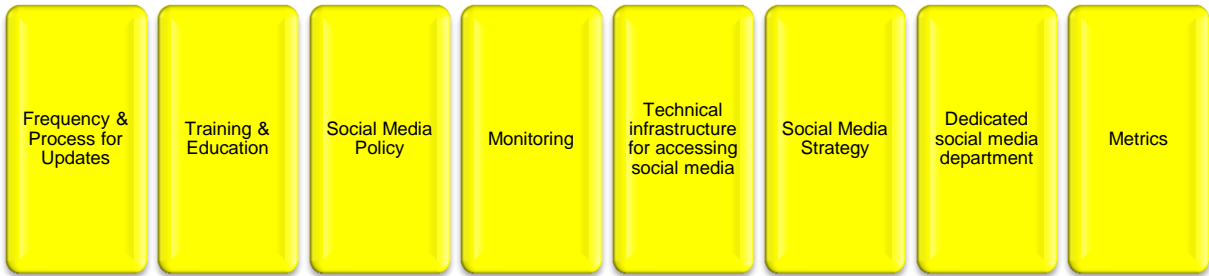 Frequency &
Process for
Updates
Training &
Education
Social Media
Policy
Monitoring
Technical
infrastructure
for accessing
social media
Social Media
Strategy
Dedicated
social media
department
Metrics